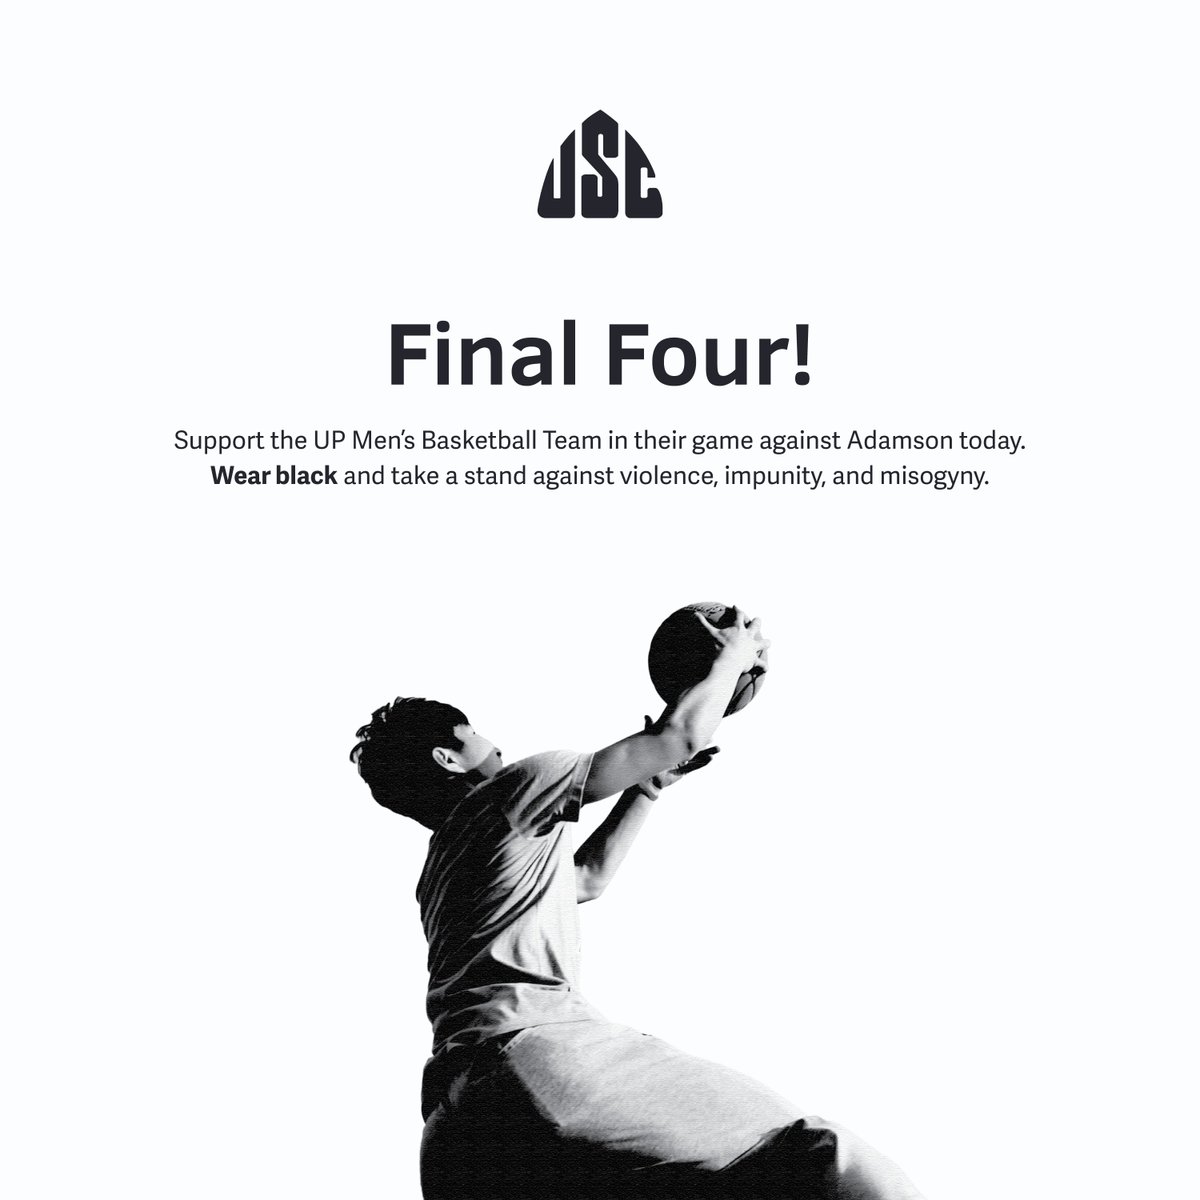 USC
Final Four!
Support the UP Men’s Basketball Team in their game against Adamson today.
Wear black and take a stand against violence, impunity, and misogyny.